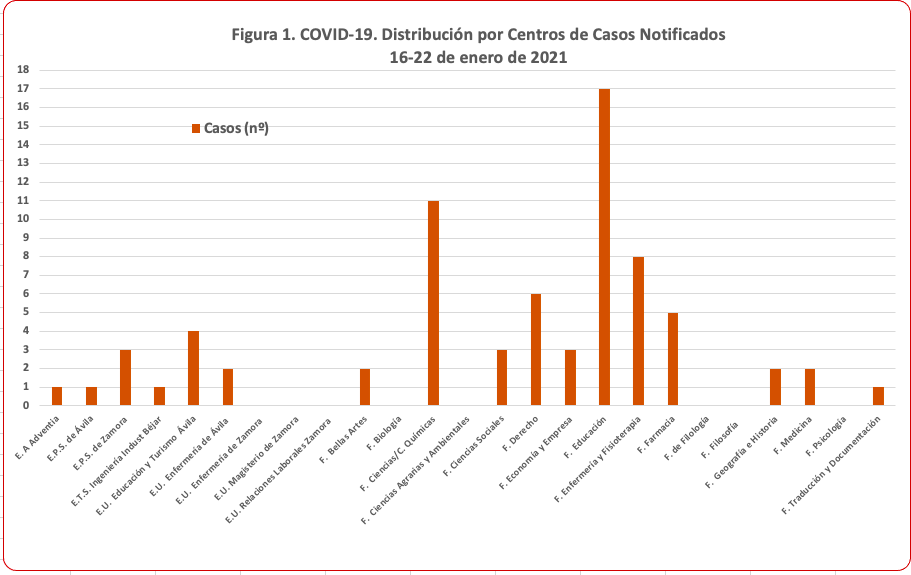 Figura 1. COVID-19. Distribución por Centros de Casos Notificados
16-22 de enero de 2021
18
17
16
15
14
13
12
11
10
9
8
7
6
5
4
3
2
1
0
Casos (nº)
E. A Adventia
E.P.S. de Ávila
E.P.S. de Zamora
E.T.S. Ingeniería Indust Béjar
E.U. Educación y Turismo Ávila
E.U. Enfermería de Ávila
E.U. Enfermería de Zamora
E.U. Magisterio de Zamora
E.U. Relaciones Laborales Zamora
F. Bellas Artes
F. Biología
F. Ciencias/C. Químicas
F. Ciencias Agrarias y Ambientales
F. Ciencias Sociales
F. Derecho
F. Economía y Empresa
F. Educación
F. Enfermería y Fisioterapia
F. Farmacia
F. de Filología
F. Filosofía
F. Geografía e Historia
F. Medicina
F. Psicología
F. Traducción y Documentación